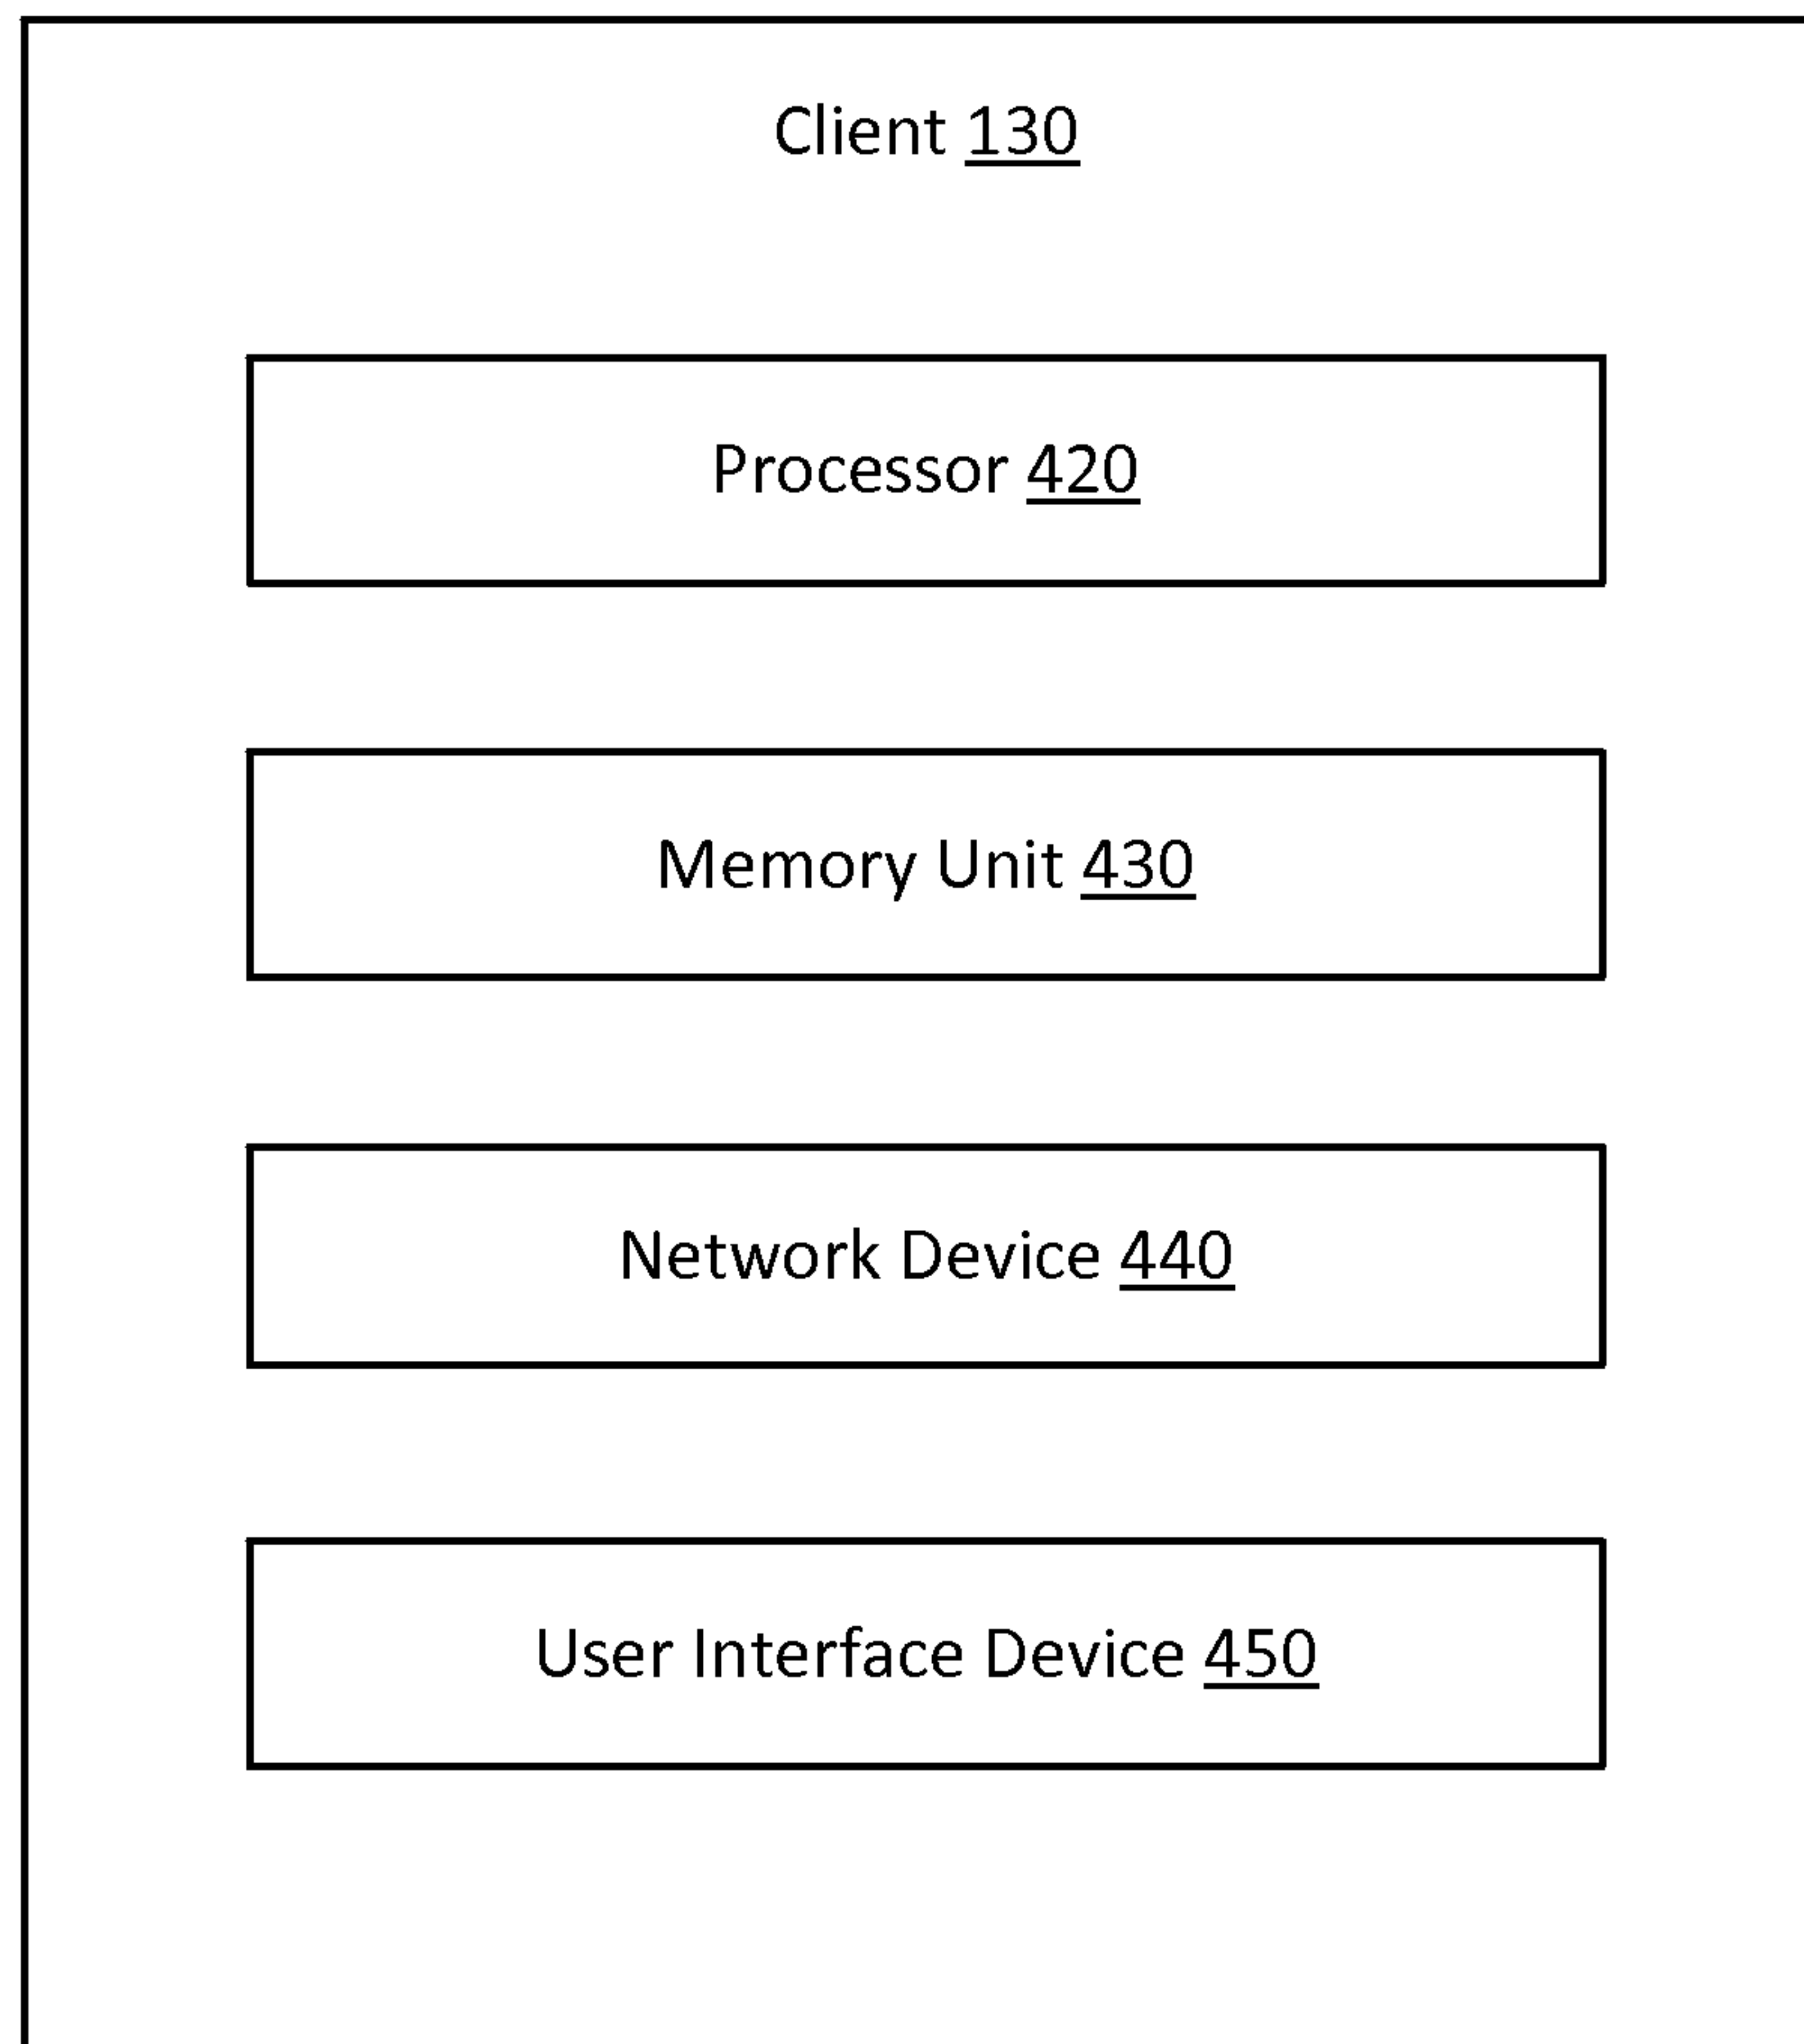 Client 130
Processor 420
Memory Unit 430
Network Device 440
User Interface Device 450